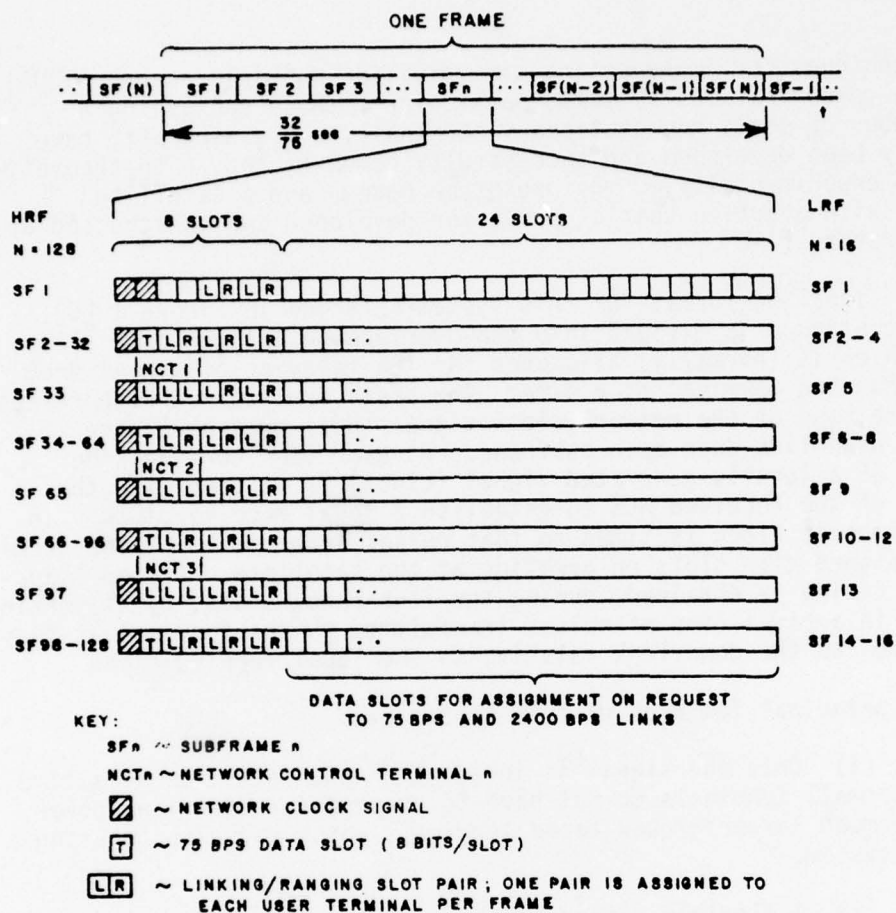 ONE FRAME
·· SF (N) SF 1 SF 2 SF 3 ··· SFn ··· SF(N-2) SF(N-1) SF(N) SF-1 ··
32/75 sec
HRF 8 SLOTS 24 SLOTS LRF
N = 128 N = 16
SF 1 L R L R SF 1
SF 2-32 T L R L R L R ·· SF 2-4
NCT 1
SF 33 L L L L R L R ·· SF 5
SF 34-64 T L R L R L R ·· SF 6-8
NCT 2
SF 65 L L L L R L R ·· SF 9
SF 66-96 T L R L R L R ·· SF 10-12
NCT 3
SF 97 L L L L R L R ·· SF 13
SF 98-128 T L R L R L R ·· SF 14-16
DATA SLOTS FOR ASSIGNMENT ON REQUEST
TO 75 BPS AND 2400 BPS LINKS
KEY:
SFn ~ SUBFRAME n
NCTn ~ NETWORK CONTROL TERMINAL n
~ NETWORK CLOCK SIGNAL
T ~ 75 BPS DATA SLOT (8 BITS/SLOT)
L R ~ LINKING/RANGING SLOT PAIR; ONE PAIR IS ASSIGNED TO
EACH USER TERMINAL PER FRAME